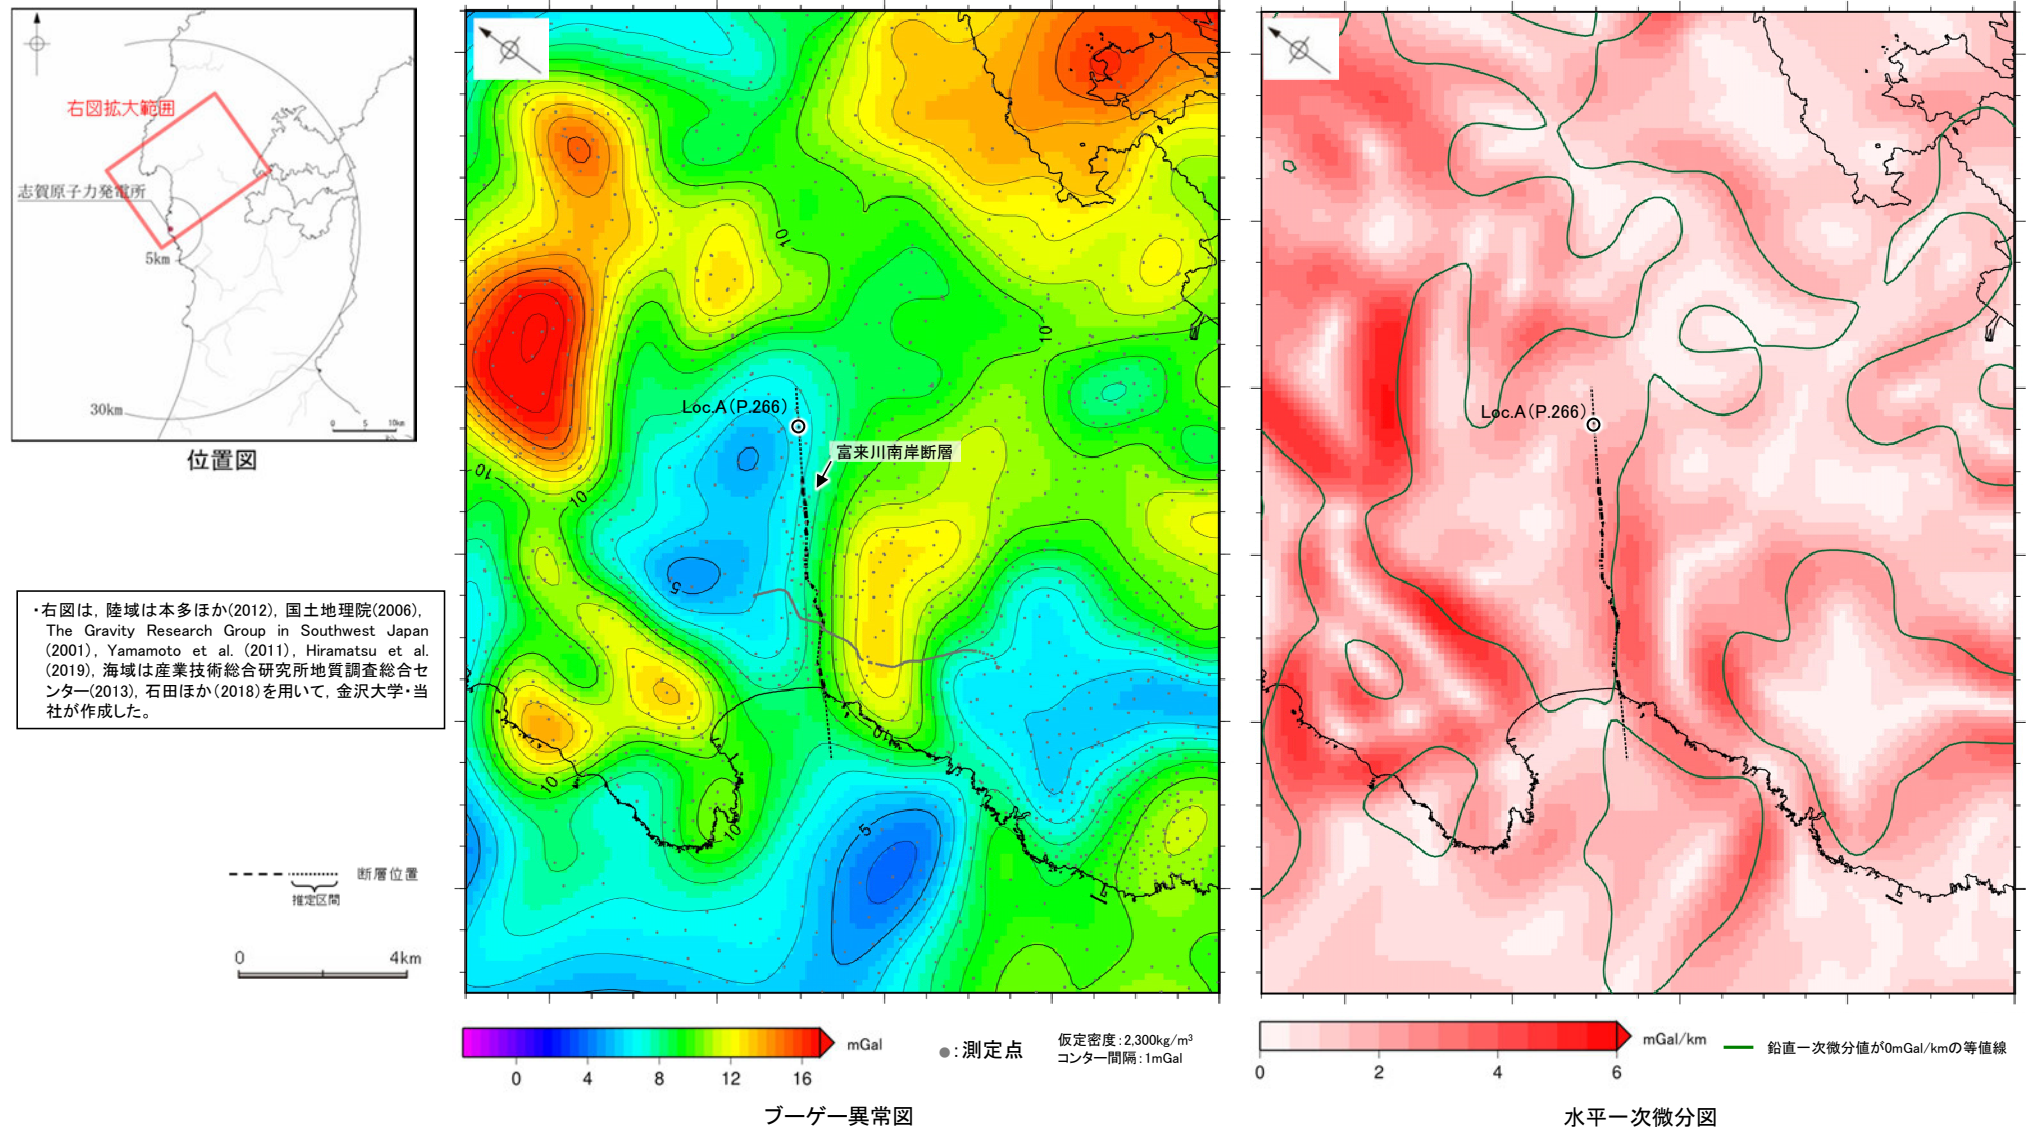 右図拡大範囲
志賀原子力発電所
5km
30km
0 5 10km
位置図
・右図は，陸域は本多ほか(2012)，国土地理院(2006)，
The Gravity Research Group in Southwest Japan
(2001)，Yamamoto et al. (2011)，Hiramatsu et al.
(2019)，海域は産業技術総合研究所地質調査総合セ
ンター(2013)，石田ほか(2018)を用いて，金沢大学・当
社が作成した。
断層位置
推定区間
0 4km
10
10
10
10
Loc.A(P.266)
富来川南岸断層
5
10
10
10
5
mGal
0 4 8 12 16
●:測定点
仮定密度:2,300kg/m³
コンター間隔:1mGal
ブーゲー異常図
Loc.A(P.266)
mGal/km
0 2 4 6
鉛直一次微分値が0mGal/kmの等値線
水平一次微分図